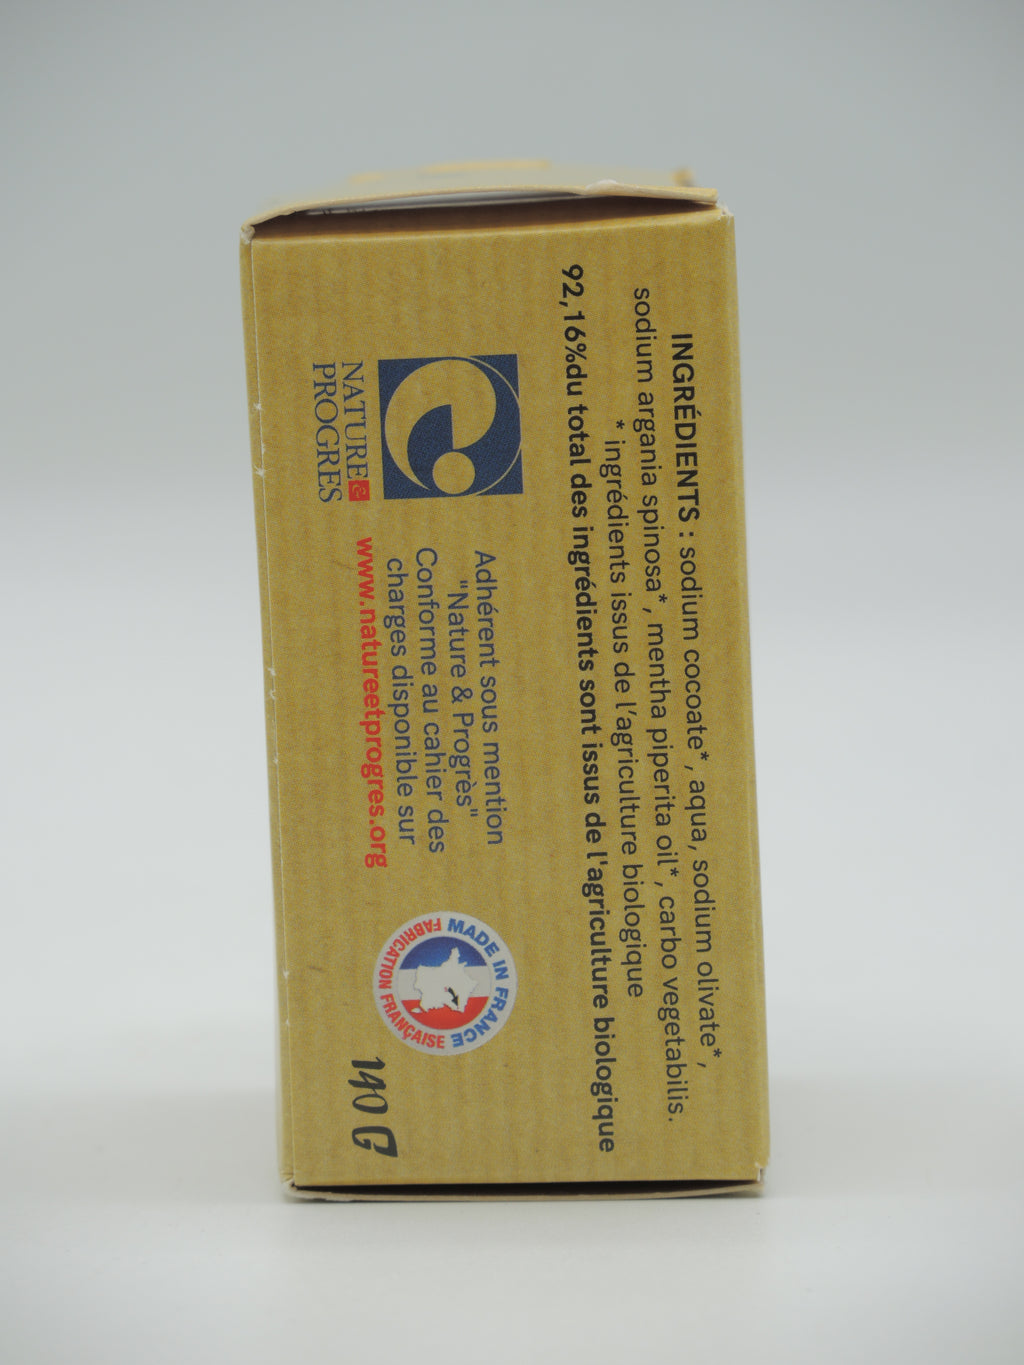 INGRÉDIENTS : sodium cocoate*, aqua, sodium olivate*,
sodium argania spinosa*, mentha piperita oil*, carbo vegetabilis.
* ingrédients issus de l'agriculture biologique
92,16%du total des ingrédients sont issus de l'agriculture biologique
NATURE&
PROGRES
Adhérent sous mention
"Nature & Progrès"
Conforme au cahier des
charges disponible sur
www.natureetprogres.org
MADE IN FRANCE
FABRICATION FRANÇAISE
140 G